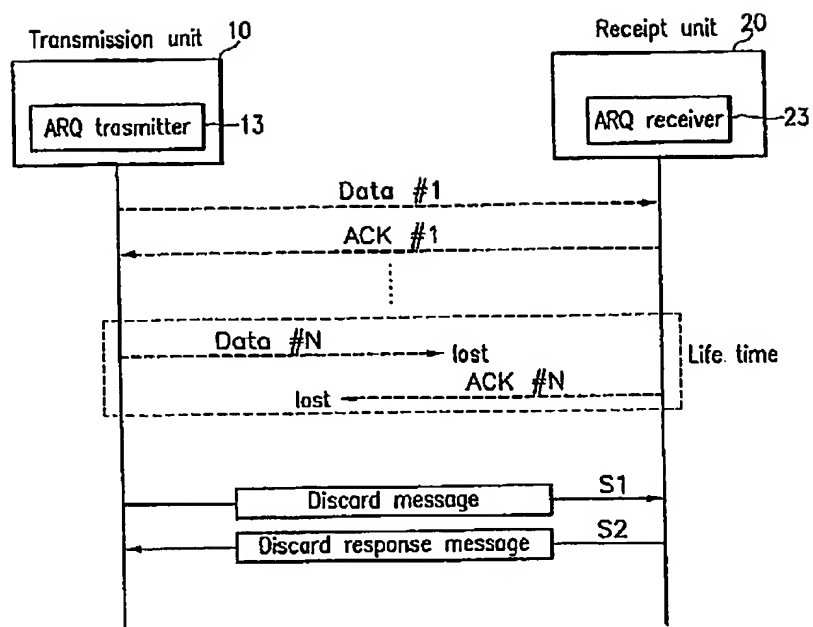 Transmission unit
10
Receipt unit
20
ARQ trasmitter
13
ARQ receiver
23
Data #1
ACK #1
Data #N
lost
Life time
lost
ACK #N
Discard message
S1
Discard response message
S2